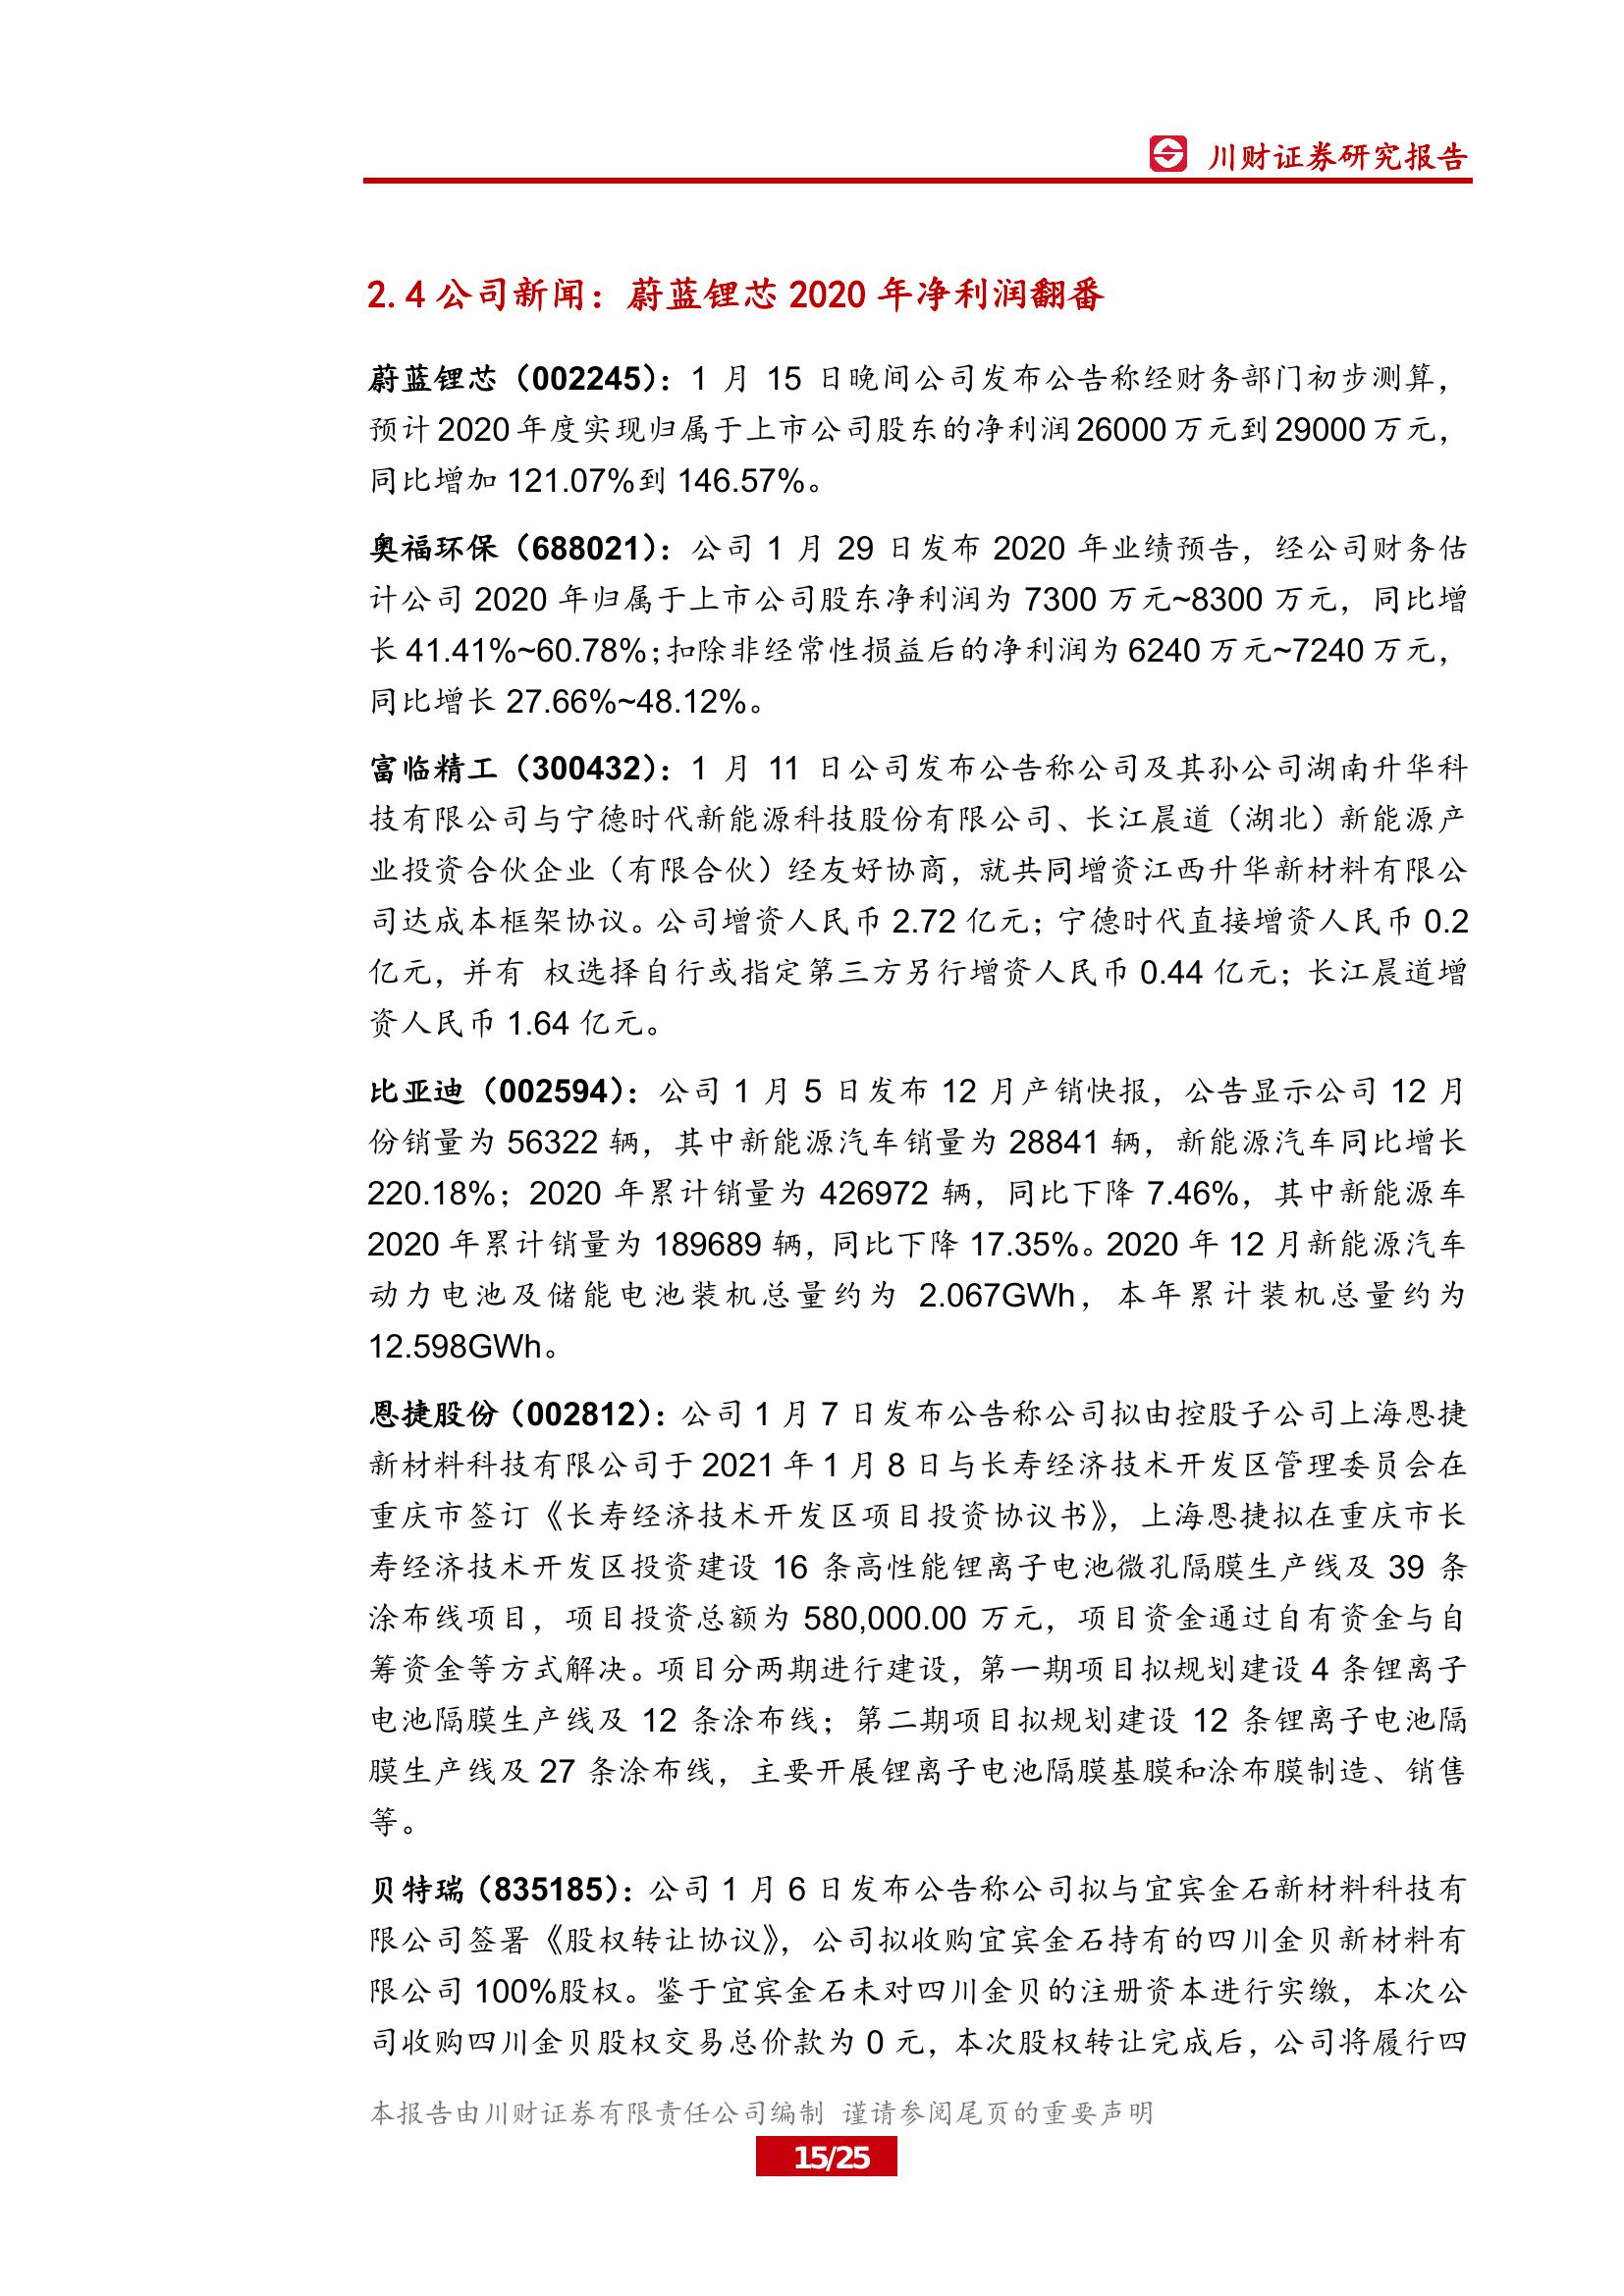 川财证券研究报告
2.4 公司新闻：蔚蓝锂芯 2020 年净利润翻番
蔚蓝锂芯（002245）：1 月 15 日晚间公司发布公告称经财务部门初步测算，
预计 2020 年度实现归属于上市公司股东的净利润 26000 万元到 29000 万元，
同比增加 121.07%到 146.57%。
奥福环保（688021）：公司 1 月 29 日发布 2020 年业绩预告，经公司财务估
计公司 2020 年归属于上市公司股东净利润为 7300 万元~8300 万元，同比增
长 41.41%~60.78%；扣除非经常性损益后的净利润为 6240 万元~7240 万元，
同比增长 27.66%~48.12%。
富临精工（300432）：1 月 11 日公司发布公告称公司及其孙公司湖南升华科
技有限公司与宁德时代新能源科技股份有限公司、长江晨道（湖北）新能源产
业投资合伙企业（有限合伙）经友好协商，就共同增资江西升华新材料有限公
司达成本框架协议。公司增资人民币 2.72 亿元；宁德时代直接增资人民币 0.2
亿元，并有 权选择自行或指定第三方另行增资人民币 0.44 亿元；长江晨道增
资人民币 1.64 亿元。
比亚迪（002594）：公司 1 月 5 日发布 12 月产销快报，公告显示公司 12 月
份销量为 56322 辆，其中新能源汽车销量为 28841 辆，新能源汽车同比增长
220.18%；2020 年累计销量为 426972 辆，同比下降 7.46%，其中新能源车
2020 年累计销量为 189689 辆，同比下降 17.35%。2020 年 12 月新能源汽车
动力电池及储能电池装机总量约为 2.067GWh，本年累计装机总量约为
12.598GWh。
恩捷股份（002812）：公司 1 月 7 日发布公告称公司拟由控股子公司上海恩捷
新材料科技有限公司于 2021 年 1 月 8 日与长寿经济技术开发区管理委员会在
重庆市签订《长寿经济技术开发区项目投资协议书》，上海恩捷拟在重庆市长
寿经济技术开发区投资建设 16 条高性能锂离子电池微孔隔膜生产线及 39 条
涂布线项目，项目投资总额为 580,000.00 万元，项目资金通过自有资金与自
筹资金等方式解决。项目分两期进行建设，第一期项目拟规划建设 4 条锂离子
电池隔膜生产线及 12 条涂布线；第二期项目拟规划建设 12 条锂离子电池隔
膜生产线及 27 条涂布线，主要开展锂离子电池隔膜基膜和涂布膜制造、销售
等。
贝特瑞（835185）：公司 1 月 6 日发布公告称公司拟与宜宾金石新材料科技有
限公司签署《股权转让协议》，公司拟收购宜宾金石持有的四川金贝新材料有
限公司 100%股权。鉴于宜宾金石未对四川金贝的注册资本进行实缴，本次公
司收购四川金贝股权交易总价款为 0 元，本次股权转让完成后，公司将履行四
本报告由川财证券有限责任公司编制 谨请参阅尾页的重要声明
15/25